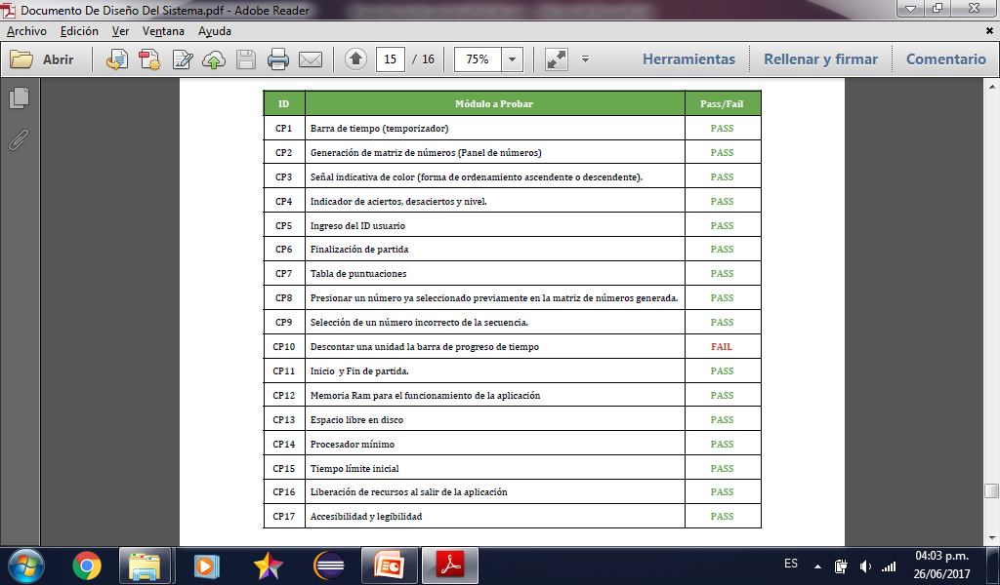 Documento De Diseño Del Sistema.pdf - Adobe Reader
Archivo Edición Ver Ventana Ayuda
Abrir 15 / 16 75% Herramientas Rellenar y firmar Comentario
ID Módulo a Probar Pass/Fail
CP1 Barra de tiempo (temporizador) PASS
CP2 Generación de matriz de números (Panel de números) PASS
CP3 Señal indicativa de color (forma de ordenamiento ascendente o descendente). PASS
CP4 Indicador de aciertos, desaciertos y nivel. PASS
CP5 Ingreso del ID usuario PASS
CP6 Finalización de partida PASS
CP7 Tabla de puntuaciones PASS
CP8 Presionar un número ya seleccionado previamente en la matriz de números generada. PASS
CP9 Selección de un número incorrecto de la secuencia. PASS
CP10 Descontar una unidad la barra de progreso de tiempo FAIL
CP11 Inicio y Fin de partida. PASS
CP12 Memoria Ram para el funcionamiento de la aplicación PASS
CP13 Espacio libre en disco PASS
CP14 Procesador mínimo PASS
CP15 Tiempo límite inicial PASS
CP16 Liberación de recursos al salir de la aplicación PASS
CP17 Accesibilidad y legibilidad PASS
ES 04:03 p.m.
26/06/2017